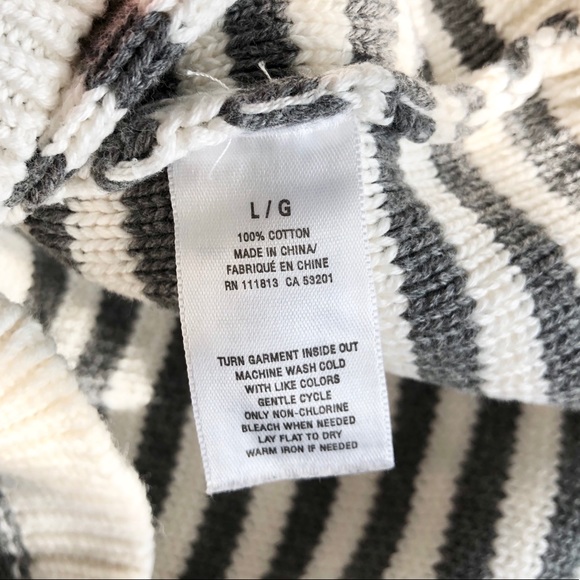 L / G
100% COTTON
MADE IN CHINA/
FABRIQUÉ EN CHINE
RN 111813 CA 53201
TURN GARMENT INSIDE OUT
MACHINE WASH COLD
WITH LIKE COLORS
GENTLE CYCLE
ONLY NON-CHLORINE
BLEACH WHEN NEEDED
LAY FLAT TO DRY
WARM IRON IF NEEDED